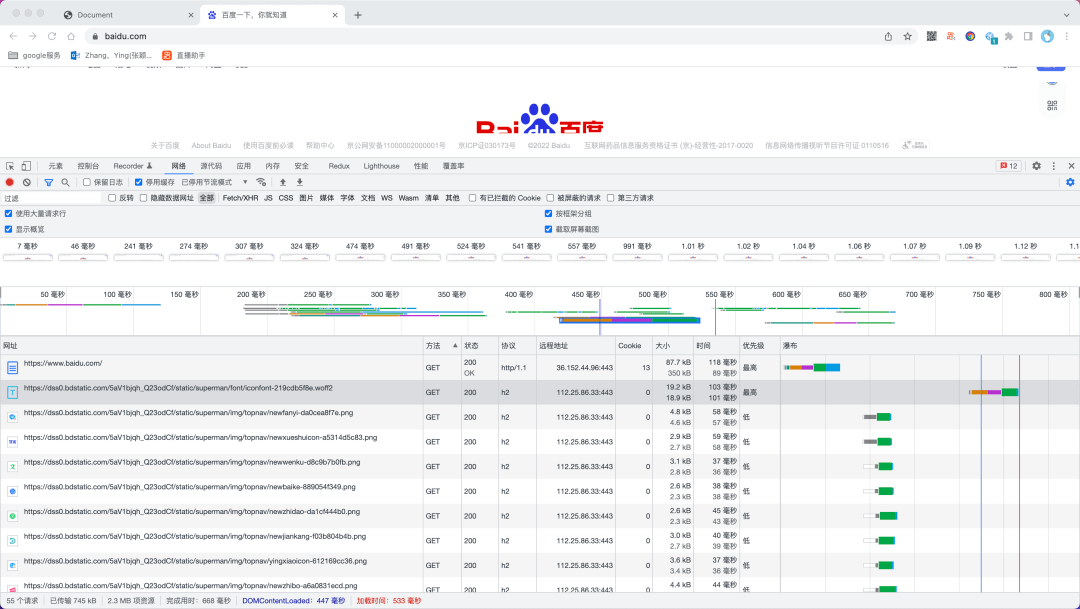 Document
百度一下，你就知道
baidu.com
google服务 Zhang，Ying(张颖... 直播助手
Bai 百度
关于百度 About Baidu 使用百度前必读 帮助中心 京公网安备11000002000001号 京ICP证030173号 ©2022 Baidu 互联网药品信息服务资格证书 (京)-经营性-2017-0020 信息网络传播视听节目许可证 0110516
元素 控制台 Recorder 网络 源代码 应用 内存 安全 Redux Lighthouse 性能 覆盖率 12
保留日志 停用缓存 已停用节流模式
过滤 反转 隐藏数据网址 全部 Fetch/XHR JS CSS 图片 媒体 字体 文档 WS Wasm 清单 其他 有已拦截的 Cookie 被屏蔽的请求 第三方请求
使用大量请求行 按框架分组
显示概览 截取屏幕截图
7 毫秒 46 毫秒 241 毫秒 274 毫秒 307 毫秒 324 毫秒 474 毫秒 491 毫秒 524 毫秒 541 毫秒 557 毫秒 991 毫秒 1.01 秒 1.02 秒 1.04 秒 1.06 秒 1.07 秒 1.09 秒 1.12 秒
50 毫秒 100 毫秒 150 毫秒 200 毫秒 250 毫秒 300 毫秒 350 毫秒 400 毫秒 450 毫秒 500 毫秒 550 毫秒 600 毫秒 650 毫秒 700 毫秒 750 毫秒 800 毫秒
网址 方法 状态 协议 远程地址 Cookie 大小 时间 优先级 瀑布
https://www.baidu.com/ GET 200 OK http/1.1 36.152.44.96:443 13 87.7 kB 350 kB 118 毫秒 89 毫秒 最高
https://dss0.bdstatic.com/5aV1bjqh_Q23odCf/static/superman/font/iconfont-219cdb5f8e.woff2 GET 200 h2 112.25.86.33:443 0 19.2 kB 18.9 kB 103 毫秒 101 毫秒 最高
https://dss0.bdstatic.com/5aV1bjqh_Q23odCf/static/superman/img/topnav/newfanyi-da0cea8f7e.png GET 200 h2 112.25.86.33:443 0 4.8 kB 4.6 kB 58 毫秒 57 毫秒 低
https://dss0.bdstatic.com/5aV1bjqh_Q23odCf/static/superman/img/topnav/newxueshuicon-a5314d5c83.png GET 200 h2 112.25.86.33:443 0 2.9 kB 2.7 kB 59 毫秒 58 毫秒 低
https://dss0.bdstatic.com/5aV1bjqh_Q23odCf/static/superman/img/topnav/newwenku-d8c9b7b0fb.png GET 200 h2 112.25.86.33:443 0 3.1 kB 2.8 kB 37 毫秒 36 毫秒 低
https://dss0.bdstatic.com/5aV1bjqh_Q23odCf/static/superman/img/topnav/newbaike-889054f349.png GET 200 h2 112.25.86.33:443 0 2.6 kB 2.3 kB 38 毫秒 38 毫秒 低
https://dss0.bdstatic.com/5aV1bjqh_Q23odCf/static/superman/img/topnav/newzhidao-da1cf444b0.png GET 200 h2 112.25.86.33:443 0 2.6 kB 2.3 kB 45 毫秒 43 毫秒 低
https://dss0.bdstatic.com/5aV1bjqh_Q23odCf/static/superman/img/topnav/newjiankang-f03b804b4b.png GET 200 h2 112.25.86.33:443 0 3.0 kB 2.7 kB 40 毫秒 39 毫秒 低
https://dss0.bdstatic.com/5aV1bjqh_Q23odCf/static/superman/img/topnav/yingxiaoicon-612169cc36.png GET 200 h2 112.25.86.33:443 0 3.6 kB 3.4 kB 37 毫秒 36 毫秒 低
https://dss0.bdstatic.com/5aV1bjqh_Q23odCf/static/superman/img/topnav/newzhibo-a6a0831ecd.png GET 200 h2 112.25.86.33:443 0 4.4 kB 44 毫秒 低
55 个请求 已传输 745 kB 2.3 MB 项资源 完成用时：668 毫秒 DOMContentLoaded：447 毫秒 加载时间：533 毫秒